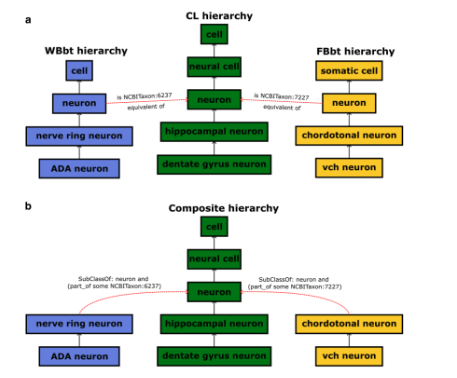 a
CL hierarchy
WBbt hierarchy
FBbt hierarchy
cell
cell
neural cell
somatic cell
neuron
is NCBITaxon:6237
equivalent of
neuron
is NCBITaxon:7227
equivalent of
neuron
nerve ring neuron
hippocampal neuron
chordotonal neuron
ADA neuron
dentate gyrus neuron
vch neuron
b
Composite hierarchy
cell
neural cell
SubClassOf: neuron and
(part_of some NCBITaxon:6237)
SubClassOf: neuron and
(part_of some NCBITaxon:7227)
neuron
nerve ring neuron
hippocampal neuron
chordotonal neuron
ADA neuron
dentate gyrus neuron
vch neuron